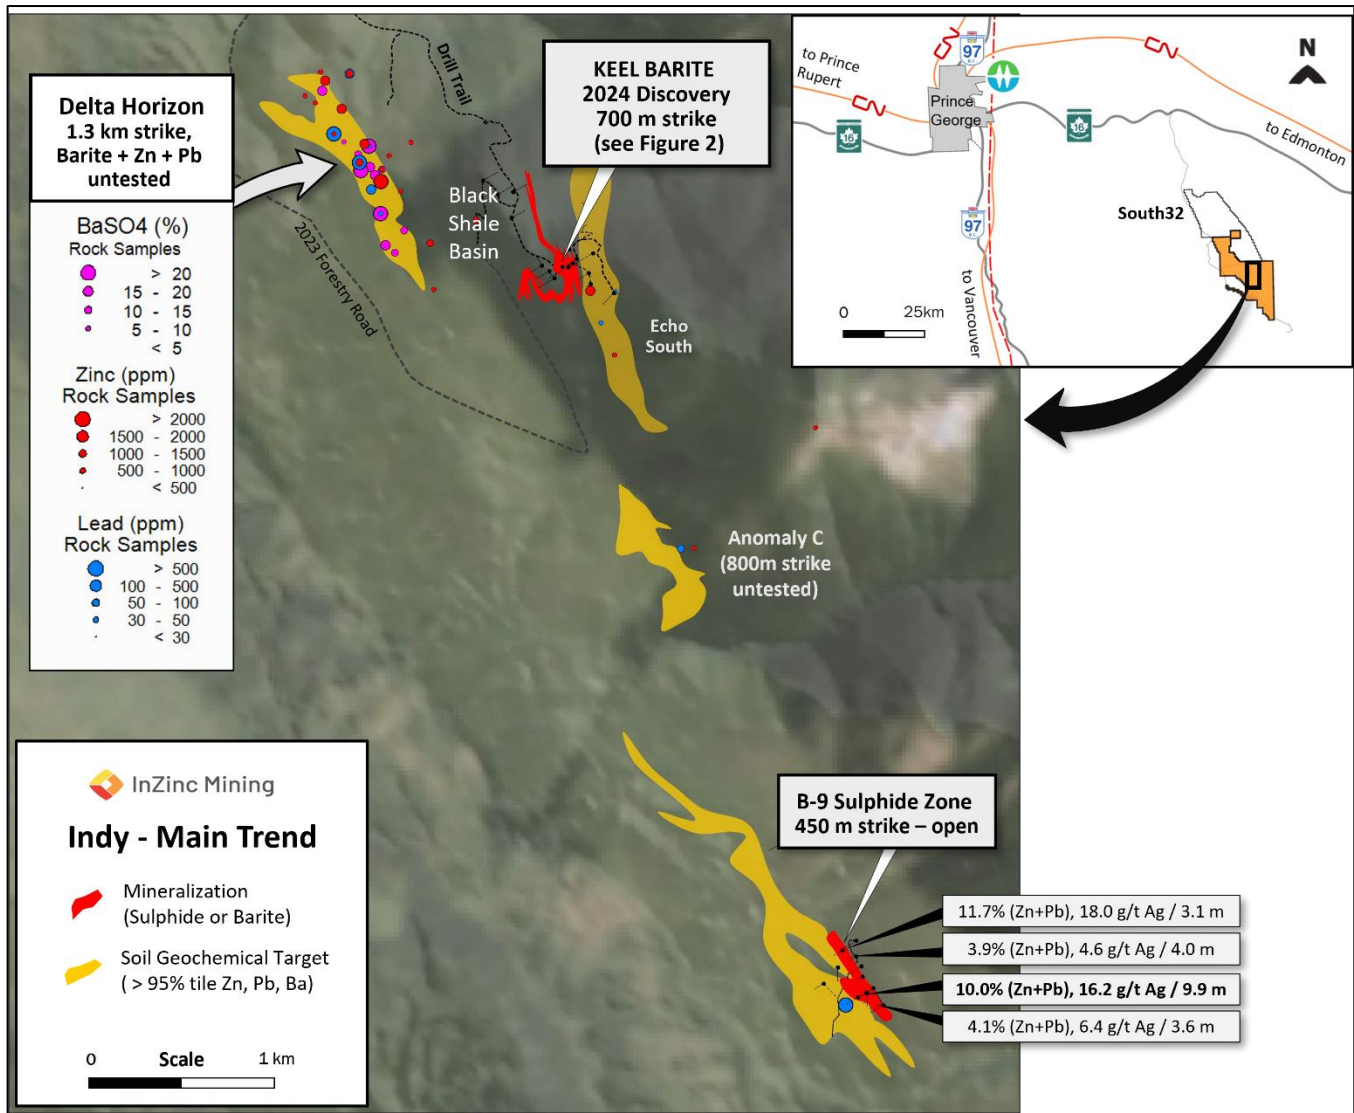 Delta Horizon
1.3 km strike,
Barite + Zn + Pb
untested
BaSO4 (%)
Rock Samples
> 20
15 - 20
10 - 15
5 - 10
< 5
Zinc (ppm)
Rock Samples
> 2000
1500 - 2000
1000 - 1500
500 - 1000
< 500
Lead (ppm)
Rock Samples
> 500
100 - 500
50 - 100
30 - 50
< 30
Drill Trail
KEEL BARITE
2024 Discovery
700 m strike
(see Figure 2)
Black
Shale
Basin
2023 Forestry Road
Echo
South
Anomaly C
(800m strike
untested)
B-9 Sulphide Zone
450 m strike – open
11.7% (Zn+Pb), 18.0 g/t Ag / 3.1 m
3.9% (Zn+Pb), 4.6 g/t Ag / 4.0 m
10.0% (Zn+Pb), 16.2 g/t Ag / 9.9 m
4.1% (Zn+Pb), 6.4 g/t Ag / 3.6 m
to Prince
Rupert
CN
CN
CN
97
B.C.
Prince
George
16
16
to Edmonton
N
97
B.C.
to Vancouver
South32
0 25km
InZinc Mining
Indy - Main Trend
Mineralization
(Sulphide or Barite)
Soil Geochemical Target
( > 95% tile Zn, Pb, Ba)
0 Scale 1 km